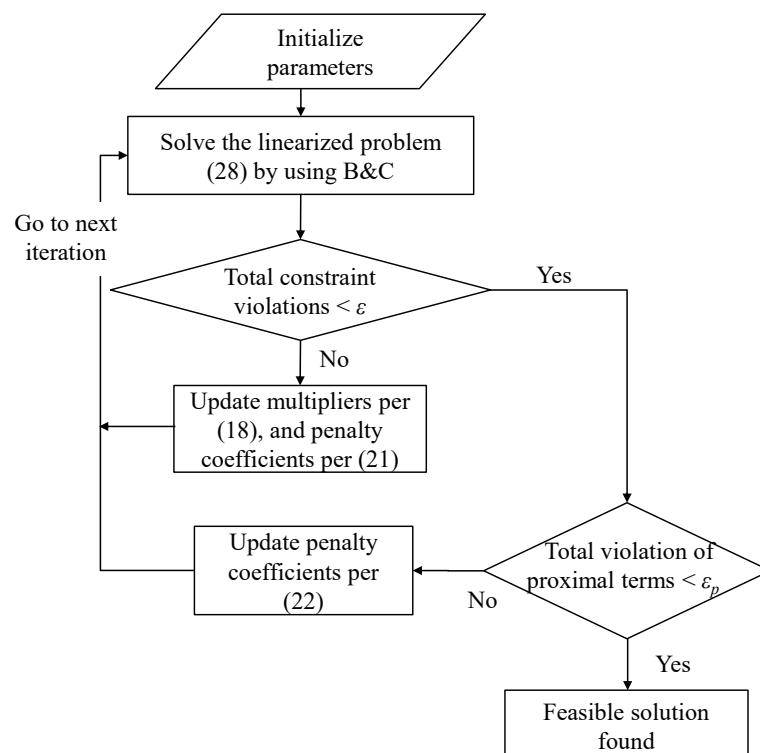 Initialize
parameters
Solve the linearized problem
(28) by using B&C
Go to next
iteration
Total constraint
violations < ε
Yes
No
Update multipliers per
(18), and penalty
coefficients per (21)
Update penalty
coefficients per
(22)
Total violation of
proximal terms < εp
No
Yes
Feasible solution
found